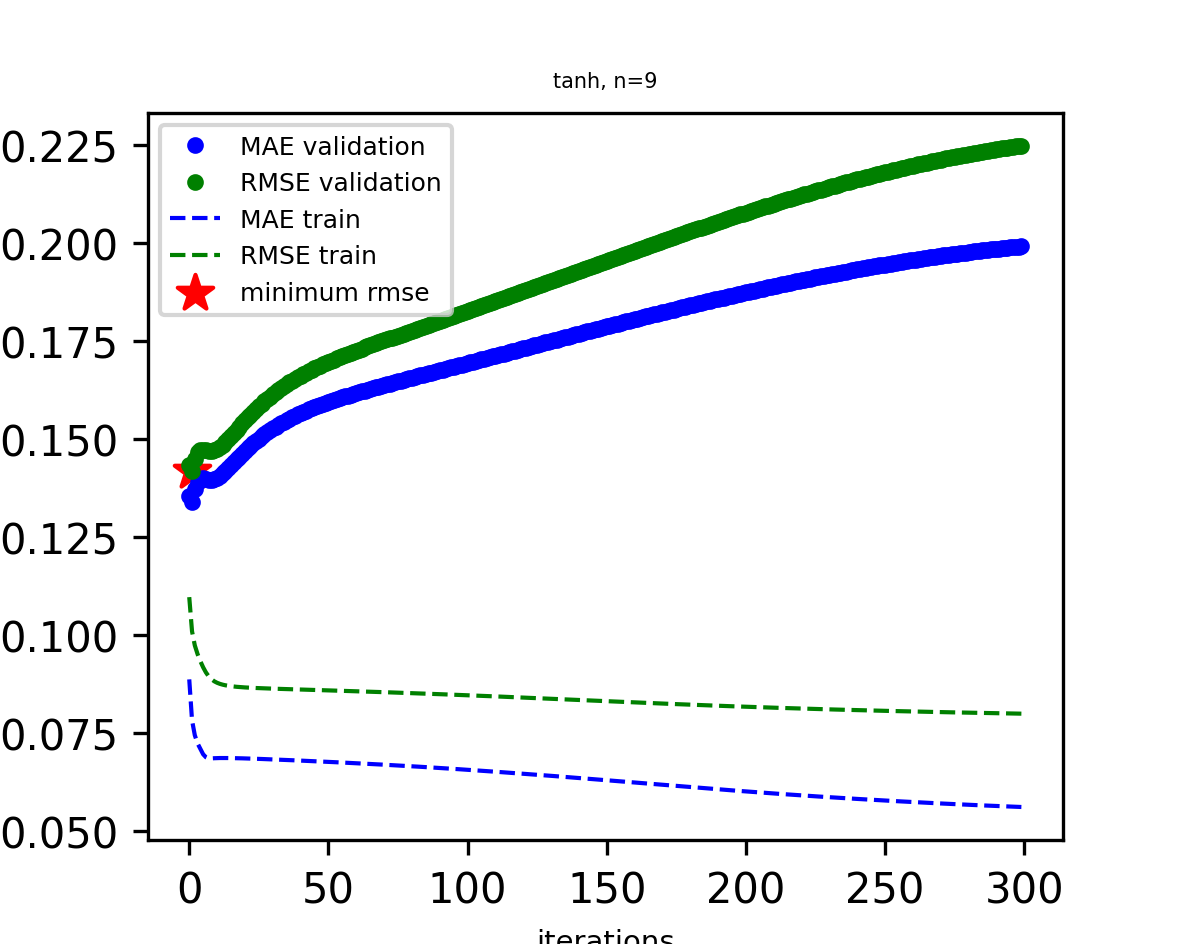 tanh, n=9
MAE validation
RMSE validation
MAE train
RMSE train
minimum rmse
0.225
0.200
0.175
0.150
0.125
0.100
0.075
0.050
0 50 100 150 200 250 300
iterations